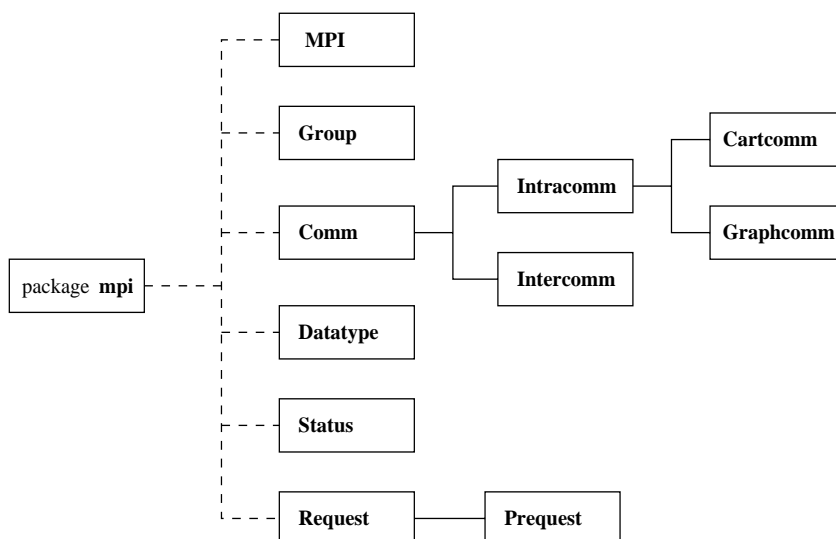 MPI
Group
Cartcomm
Intracomm
Comm
Graphcomm
package mpi
Intercomm
Datatype
Status
Request
Prequest